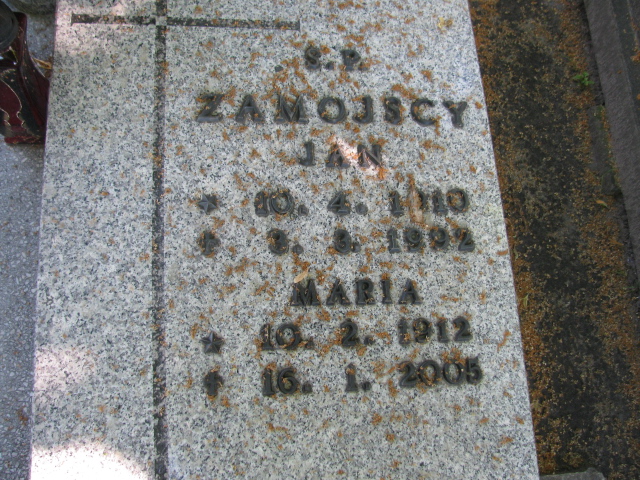 Ś.P.
ZAMOJSCY
JAN
* 10. 4. 1910
✝ 3. 3. 1992
MARIA
* 10. 2. 1912
✝ 16. 1. 2005